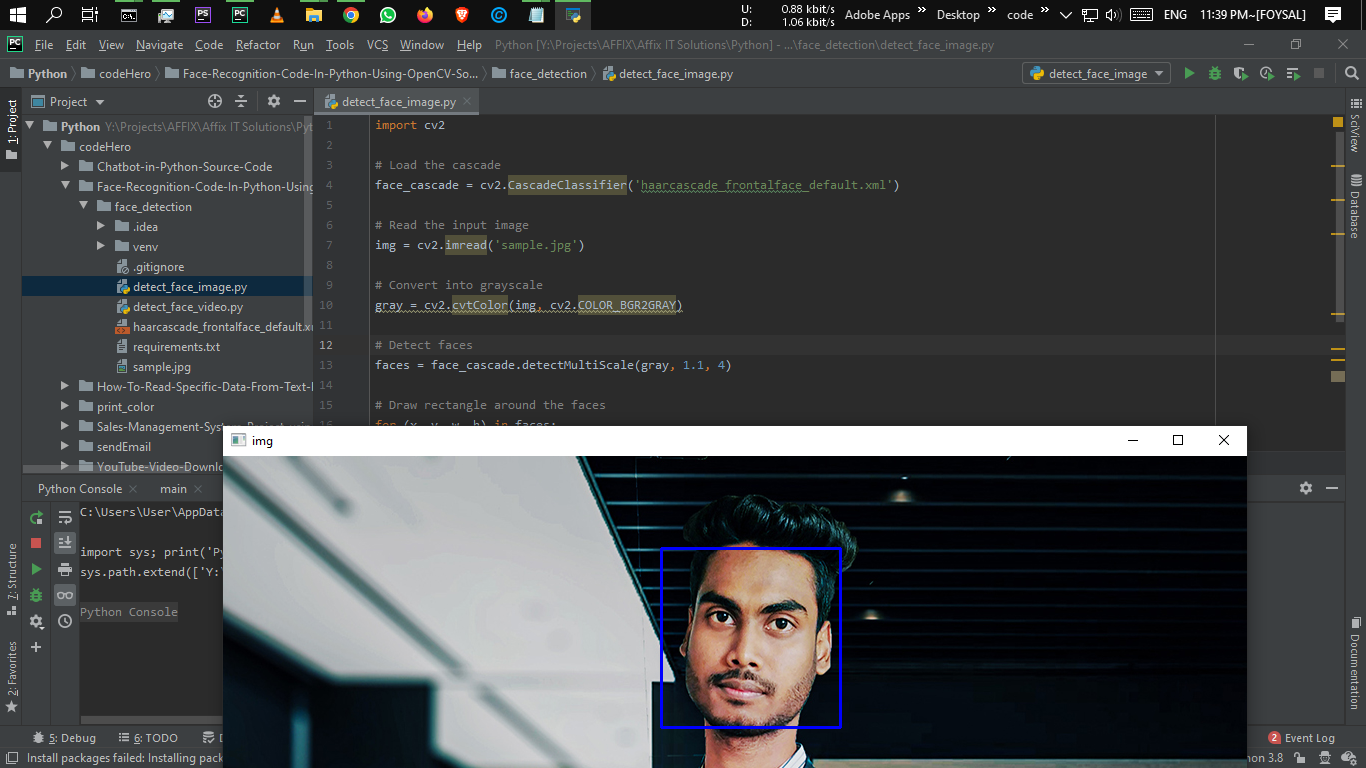 U: 0.88 kbit/s
D: 1.06 kbit/s
Adobe Apps » Desktop » code » ENG 11:39 PM~[FOYSAL]
PC File Edit View Navigate Code Refactor Run Tools VCS Window Help Python [Y:\Projects\AFFIX\Affix IT Solutions\Python] - ...\face_detection\detect_face_image.py
Python codeHero Face-Recognition-Code-In-Python-Using-OpenCV-So... face_detection detect_face_image.py detect_face_image
1: Project
Project
detect_face_image.py
Python Y:\Projects\AFFIX\Affix IT Solutions\Pyt
codeHero
Chatbot-in-Python-Source-Code
Face-Recognition-Code-In-Python-Using
face_detection
.idea
venv
.gitignore
detect_face_image.py
detect_face_video.py
haarcascade_frontalface_default.x
requirements.txt
sample.jpg
How-To-Read-Specific-Data-From-Text-
print_color
Sales-Management-System-Project-
sendEmail
YouTube-Video-Downlo
1 import cv2
2
3 # Load the cascade
4 face_cascade = cv2.CascadeClassifier('haarcascade_frontalface_default.xml')
5
6 # Read the input image
7 img = cv2.imread('sample.jpg')
8
9 # Convert into grayscale
10 gray = cv2.cvtColor(img, cv2.COLOR_BGR2GRAY)
11
12 # Detect faces
13 faces = face_cascade.detectMultiScale(gray, 1.1, 4)
14
15 # Draw rectangle around the faces
16 for (x, y, w, h) in faces:
SciView
Database
Documentation
img
Python Console main
C:\Users\User\AppData
import sys; print('Py
sys.path.extend(['Y:\
Python Console
7: Structure
2: Favorites
5: Debug 6: TODO
2 Event Log
Install packages failed: Installing pack
on 3.8